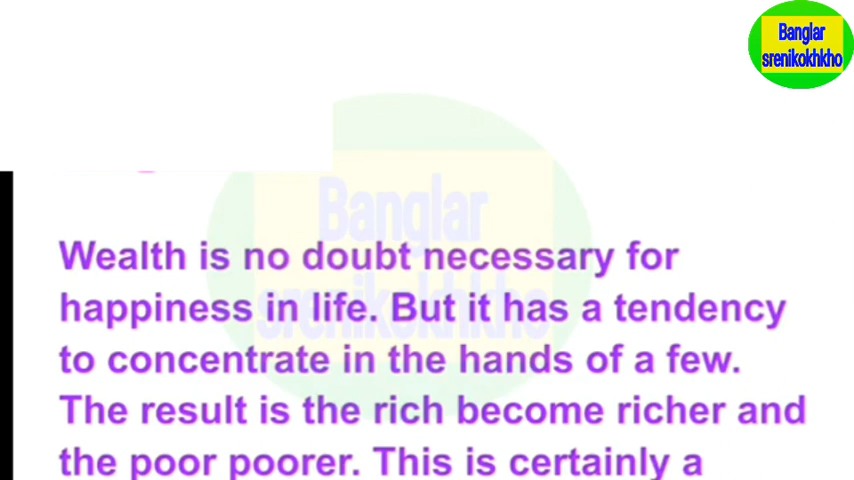 Banglar
srenikokhkho
Banglar
srenikokhkho
Wealth is no doubt necessary for
happiness in life. But it has a tendency
to concentrate in the hands of a few.
The result is the rich become richer and
the poor poorer. This is certainly a